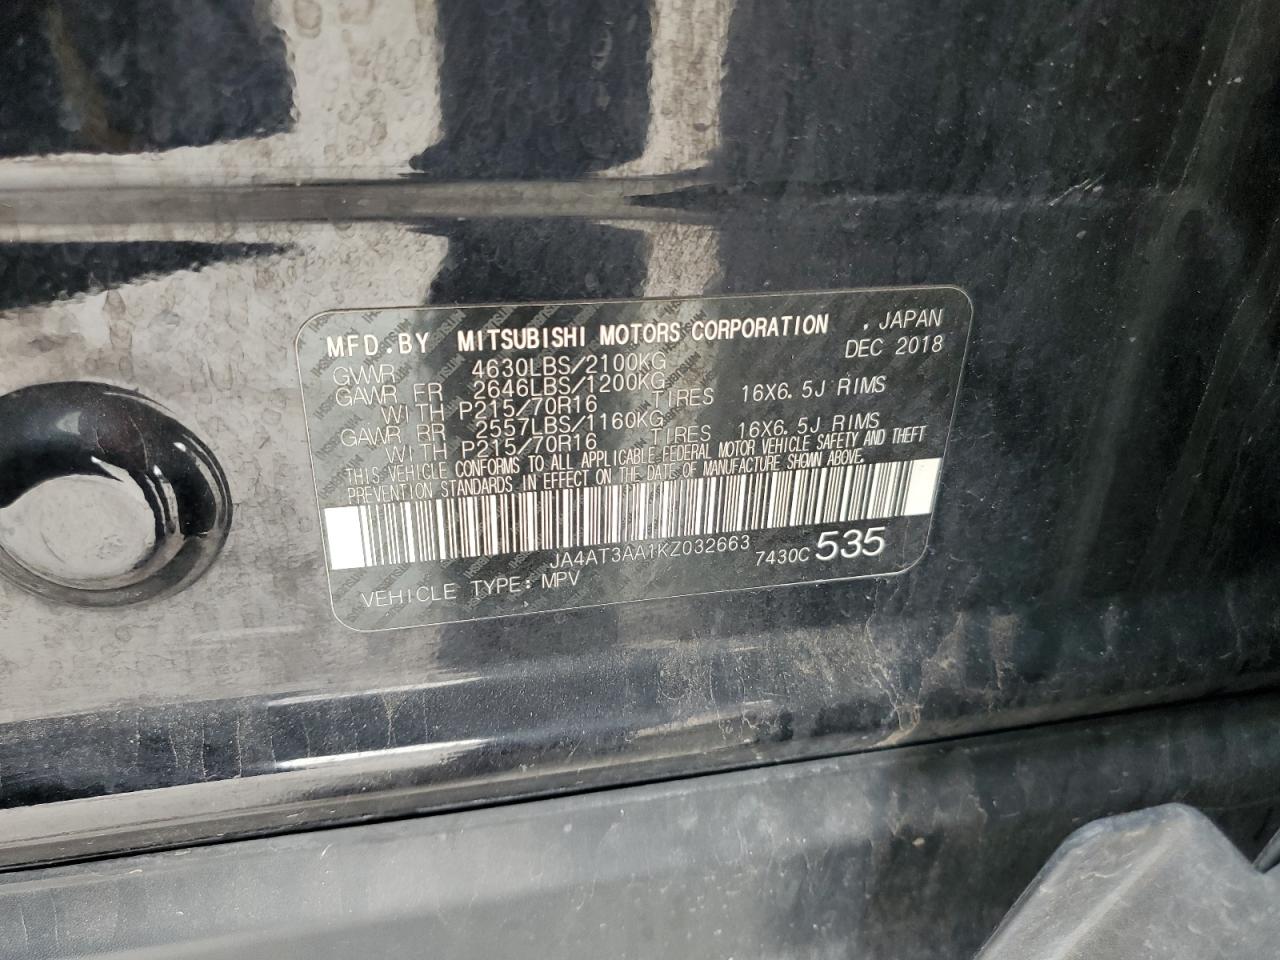 MFD.BY MITSUBISHI MOTORS CORPORATION . JAPAN
DEC 2018
GVWR 4630LBS/2100KG
GAWR FR 2646LBS/1200KG
WITH P215/70R16 TIRES 16X6.5J RIMS
GAWR RR 2557LBS/1160KG
WITH P215/70R16 TIRES 16X6.5J RIMS
THIS VEHICLE CONFORMS TO ALL APPLICABLE FEDERAL MOTOR VEHICLE SAFETY AND THEFT
PREVENTION STANDARDS IN EFFECT ON THE DATE OF MANUFACTURE SHOWN ABOVE.
JA4AT3AA1KZ032663
7430C 535
VEHICLE TYPE: MPV